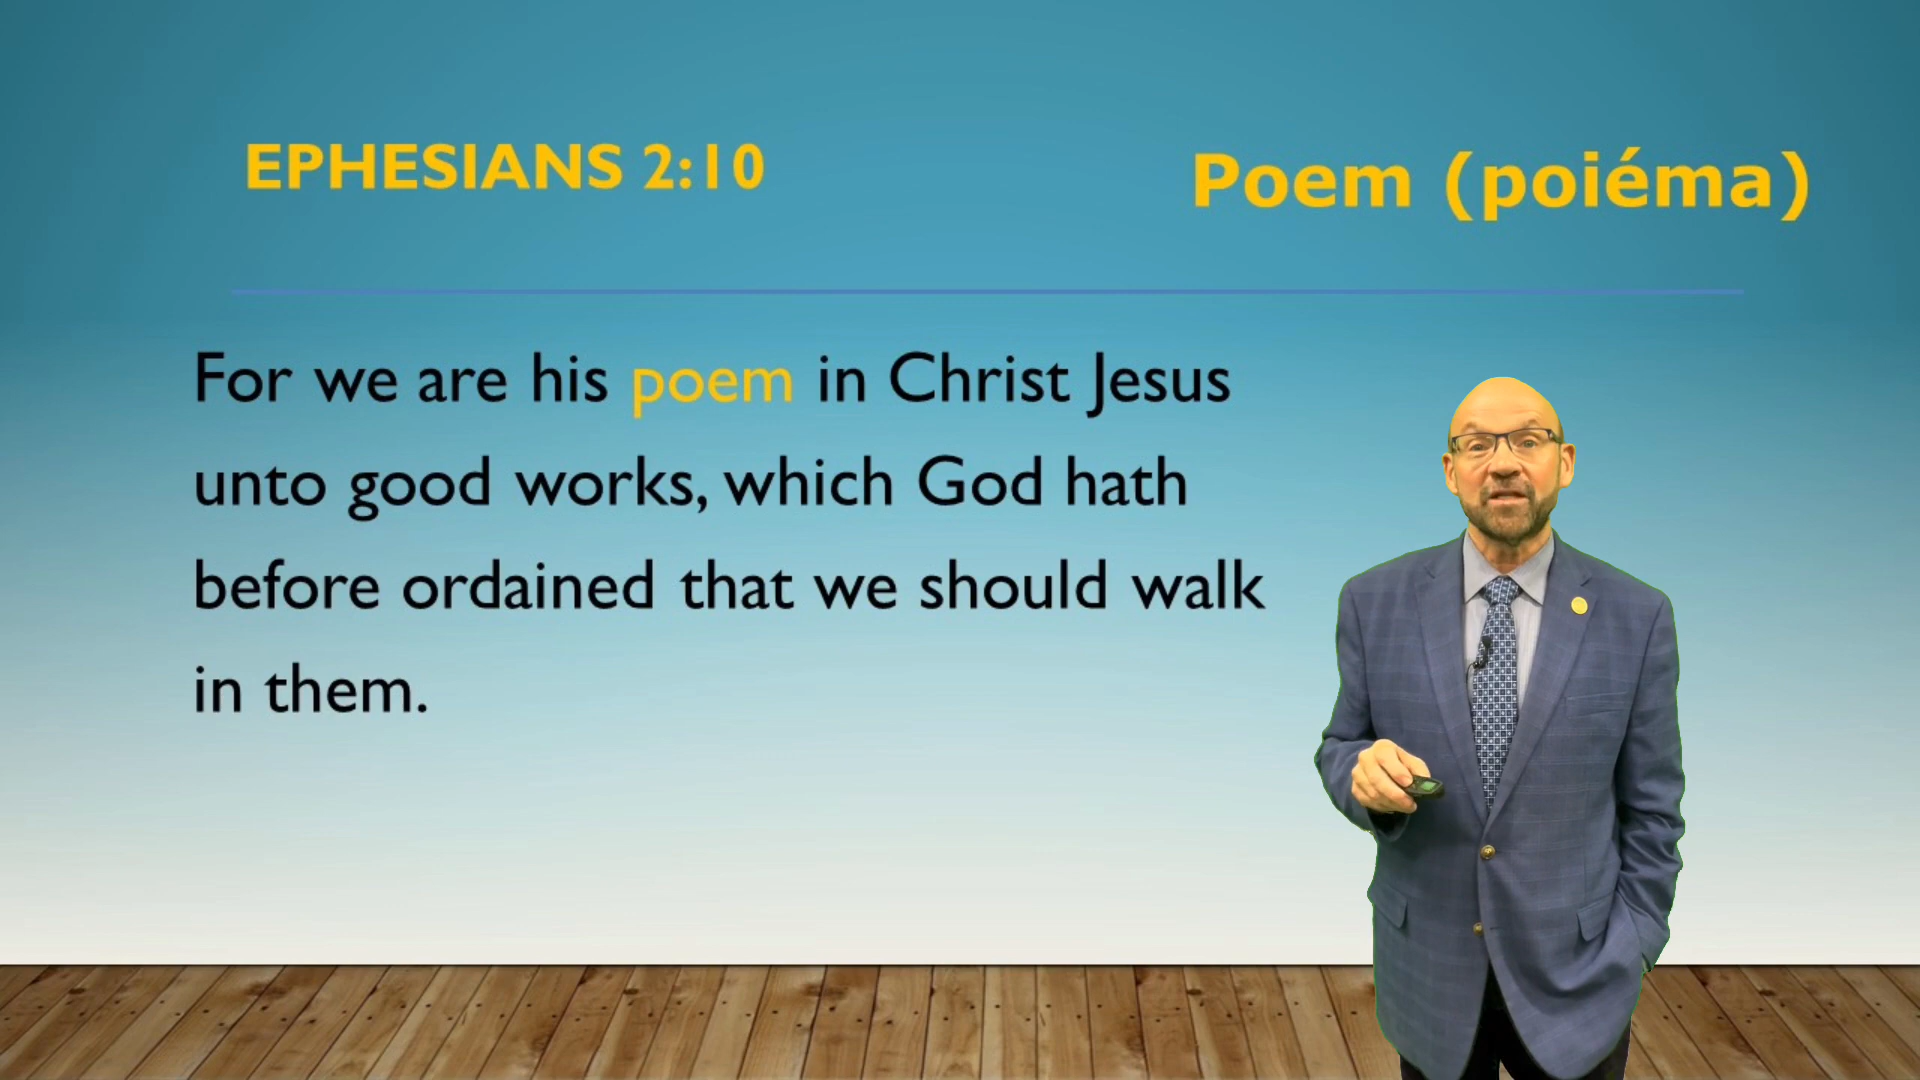 EPHESIANS 2:10
Poem (poiéma)
For we are his poem in Christ Jesus
unto good works, which God hath
before ordained that we should walk
in them.